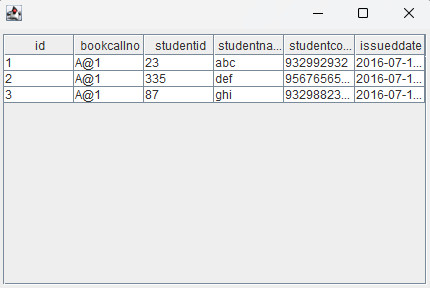 id bookcallno studentid studentna... studentco... issueddate
1 A@1 23 abc 932992932 2016-07-1...
2 A@1 335 def 95676565... 2016-07-1...
3 A@1 87 ghi 93298823... 2016-07-1...